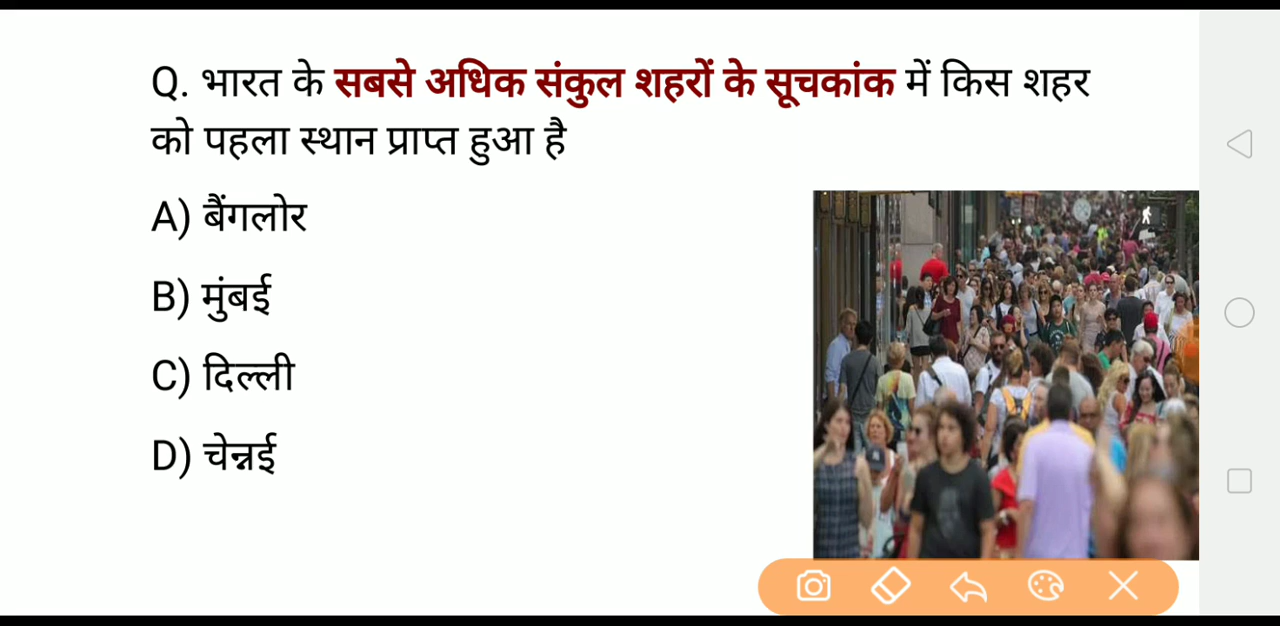 Q. भारत के सबसे अधिक संकुल शहरों के सूचकांक में किस शहर
को पहला स्थान प्राप्त हुआ है
A) बैंगलोर
B) मुंबई
C) दिल्ली
D) चेन्नई